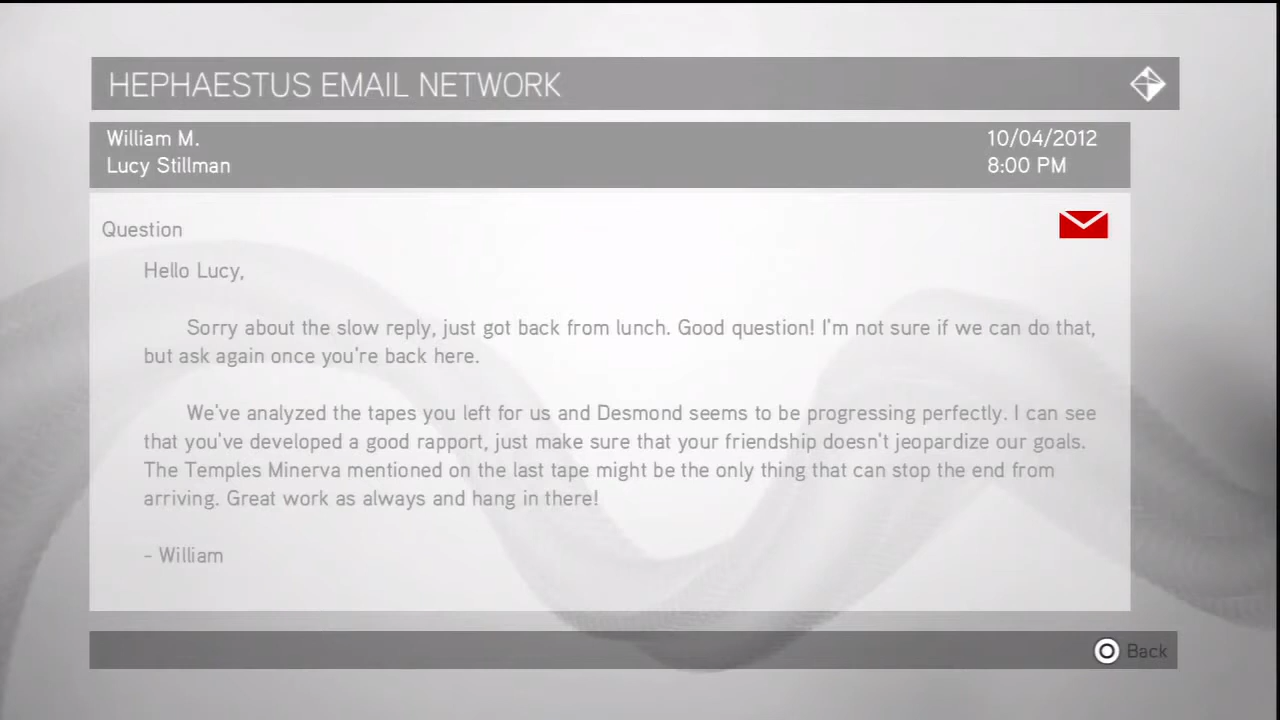 HEPHAESTUS EMAIL NETWORK
William M.
10/04/2012
Lucy Stillman
8:00 PM
Question
Hello Lucy,
Sorry about the slow reply, just got back from lunch. Good question! I'm not sure if we can do that,
but ask again once you're back here.
We've analyzed the tapes you left for us and Desmond seems to be progressing perfectly. I can see
that you've developed a good rapport, just make sure that your friendship doesn't jeopardize our goals.
The Temples Minerva mentioned on the last tape might be the only thing that can stop the end from
arriving. Great work as always and hang in there!
- William
Back